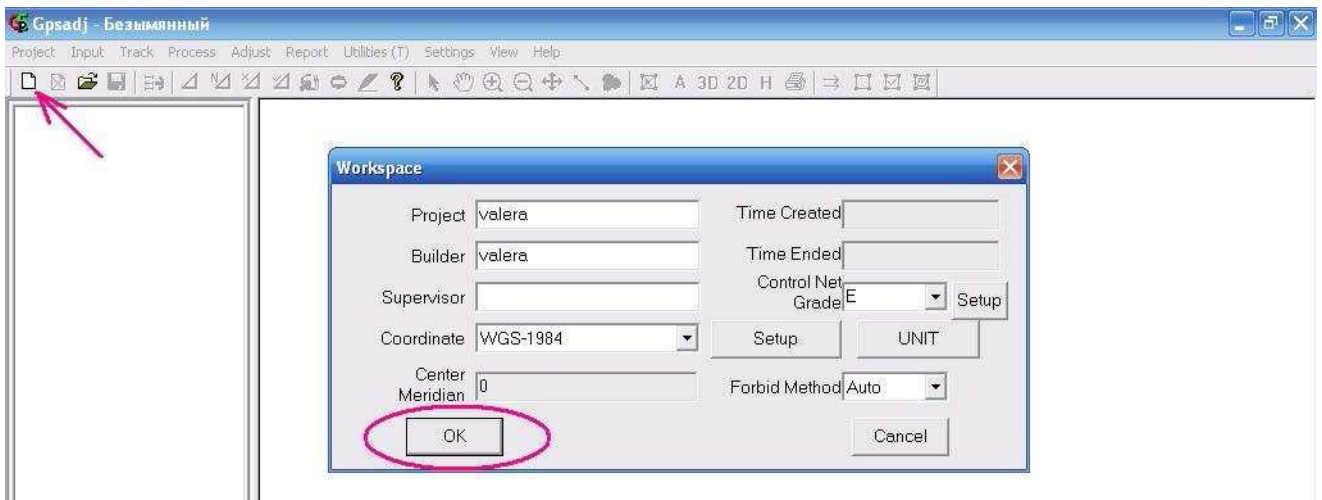 Gpsadj - Безымянный
Project Input Track Process Adjust Report Utilities (T) Settings View Help
A 3D 2D H
Workspace
Project valera Time Created
Builder valera Time Ended
Supervisor Control Net Grade E Setup
Coordinate WGS-1984 Setup UNIT
Center Meridian 0 Forbid Method Auto
OK Cancel